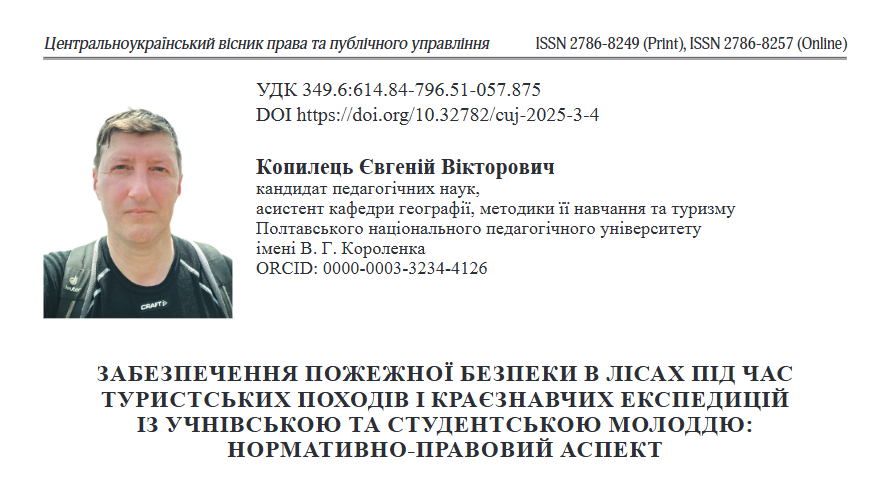 Центральноукраїнський вісник права та публічного управління ISSN 2786-8249 (Print), ISSN 2786-8257 (Online)
УДК 349.6:614.84-796.51-057.875
DOI https://doi.org/10.32782/cuj-2025-3-4
Копилець Євгеній Вікторович
кандидат педагогічних наук,
асистент кафедри географії, методики її навчання та туризму
Полтавського національного педагогічного університету
імені В. Г. Короленка
ORCID: 0000-0003-3234-4126
deuter
CRAFT
ЗАБЕЗПЕЧЕННЯ ПОЖЕЖНОЇ БЕЗПЕКИ В ЛІСАХ ПІД ЧАС
ТУРИСТСЬКИХ ПОХОДІВ І КРАЄЗНАВЧИХ ЕКСПЕДИЦІЙ
ІЗ УЧНІВСЬКОЮ ТА СТУДЕНТСЬКОЮ МОЛОДДЮ:
НОРМАТИВНО-ПРАВОВИЙ АСПЕКТ